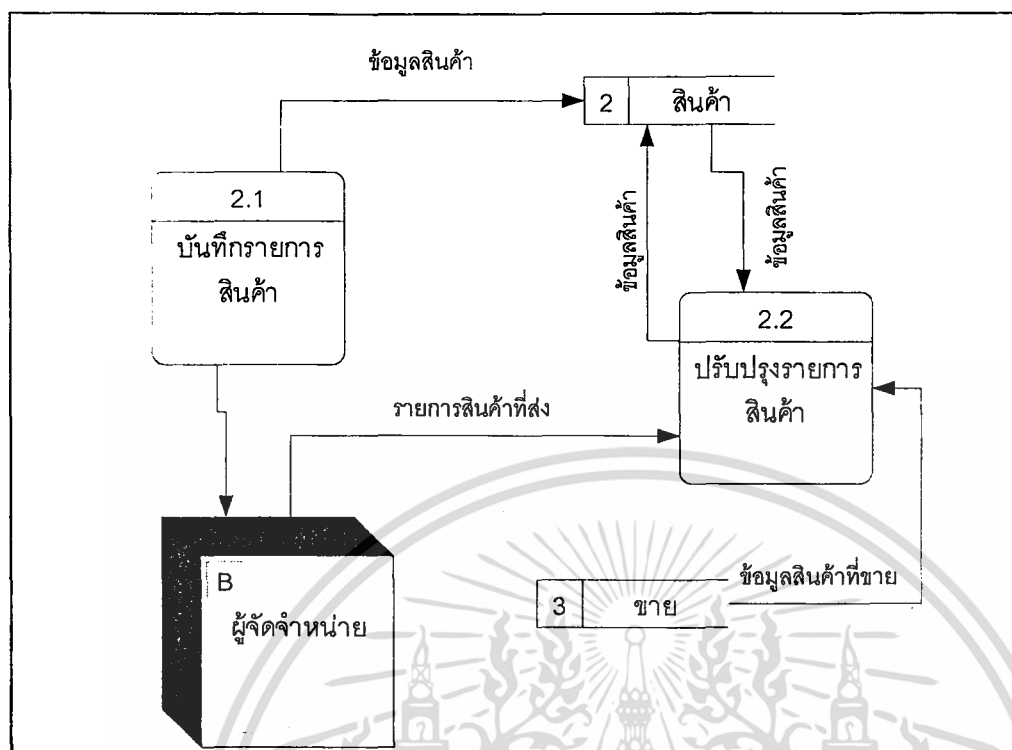 ข้อมูลสินค้า
2 สินค้า
2.1
บันทึกรายการ
สินค้า
ข้อมูลสินค้า
ข้อมูลสินค้า
2.2
ปรับปรุงรายการ
สินค้า
รายการสินค้าที่ส่ง
B
ผู้จัดจำหน่าย
3 ขาย
ข้อมูลสินค้าที่ขาย